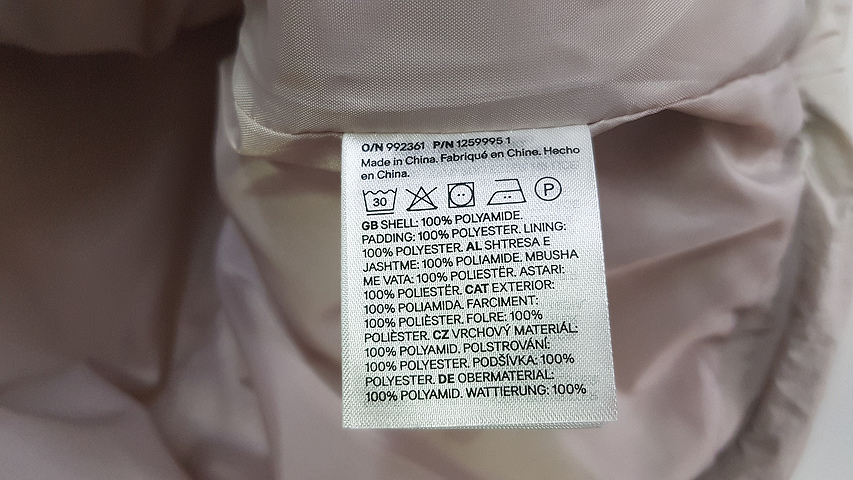 O/N 992361 P/N 1259995 1
Made in China. Fabriqué en Chine. Hecho
en China.
30 P
GB SHELL: 100% POLYAMIDE.
PADDING: 100% POLYESTER. LINING:
100% POLYESTER. AL SHTRESA E
JASHTME: 100% POLIAMIDE. MBUSHA
ME VATA: 100% POLIESTËR. ASTARI:
100% POLIESTËR. CAT EXTERIOR:
100% POLIAMIDA. FARCIMENT:
100% POLIÈSTER. FOLRE: 100%
POLIÈSTER. CZ VRCHOVÝ MATERIÁL:
100% POLYAMID. POLSTROVÁNÍ:
100% POLYESTER. PODŠÍVKA: 100%
POLYESTER. DE OBERMATERIAL:
100% POLYAMID. WATTIERUNG: 100%